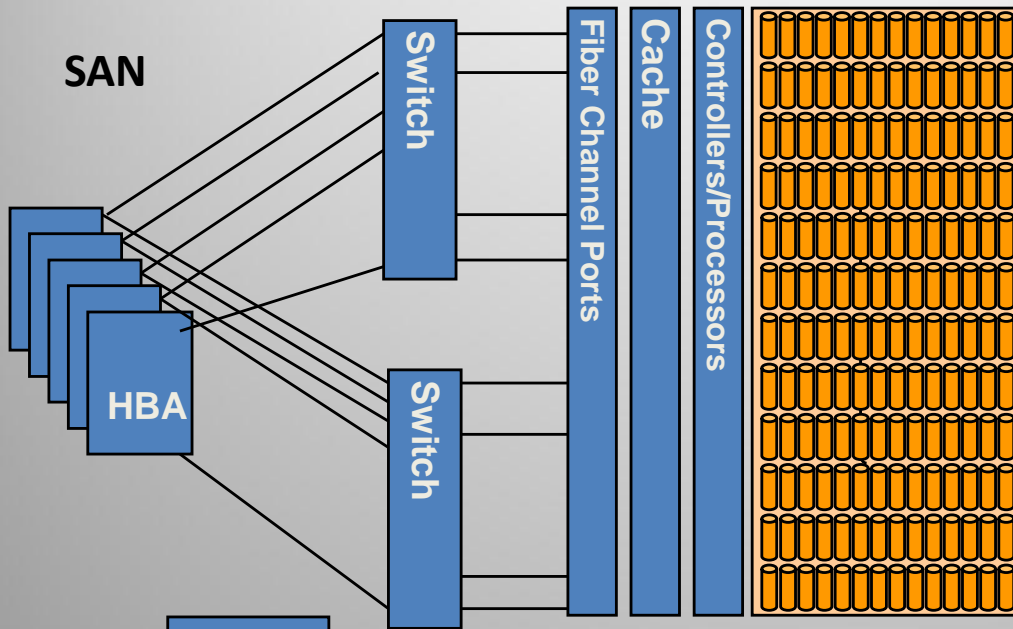 SAN
HBA
Switch
Switch
Fiber Channel Ports
Cache
Controllers/Processors